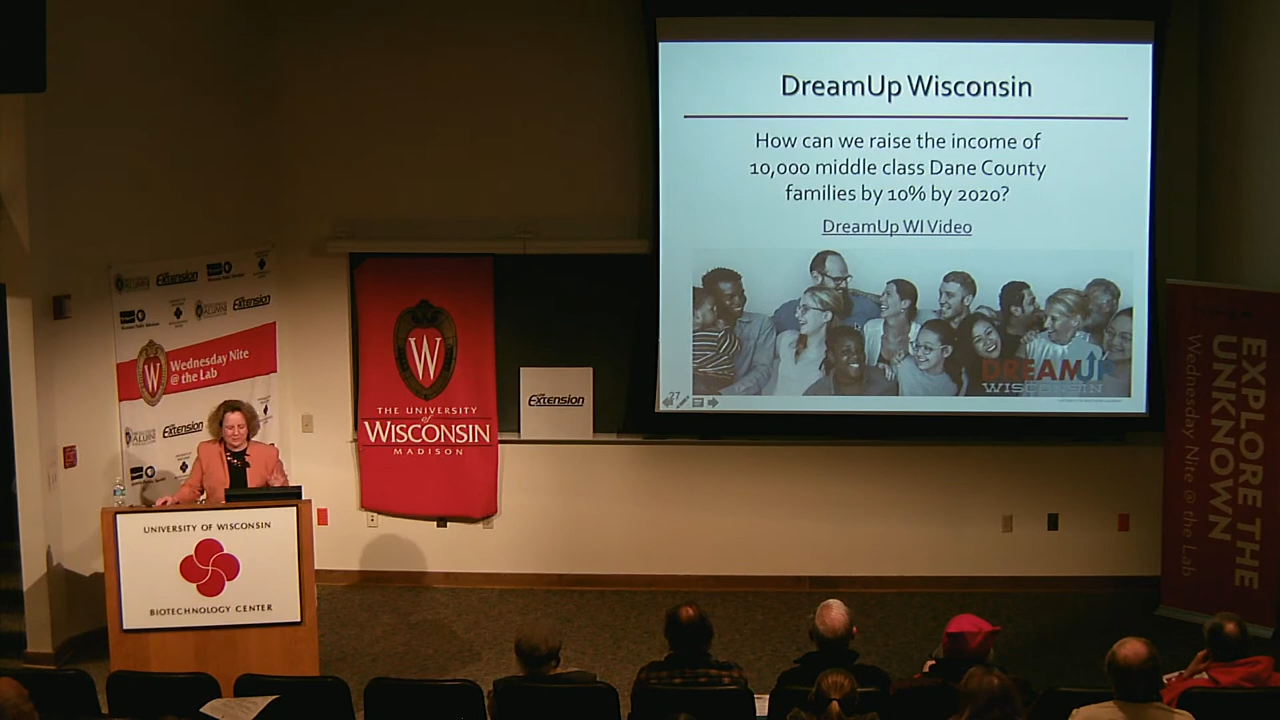 DreamUp Wisconsin
How can we raise the income of
10,000 middle class Dane County
families by 10% by 2020?
DreamUp WI Video
DREAMUP
WISCONSIN
27
Extension
Extension
Wednesday Nite
@ the Lab
Extension
W
THE UNIVERSITY
of
WISCONSIN
MADISON
Extension
UNIVERSITY OF WISCONSIN
BIOTECHNOLOGY CENTER
EXPLORE THE
UNKNOWN
Wednesday Nite @ the Lab